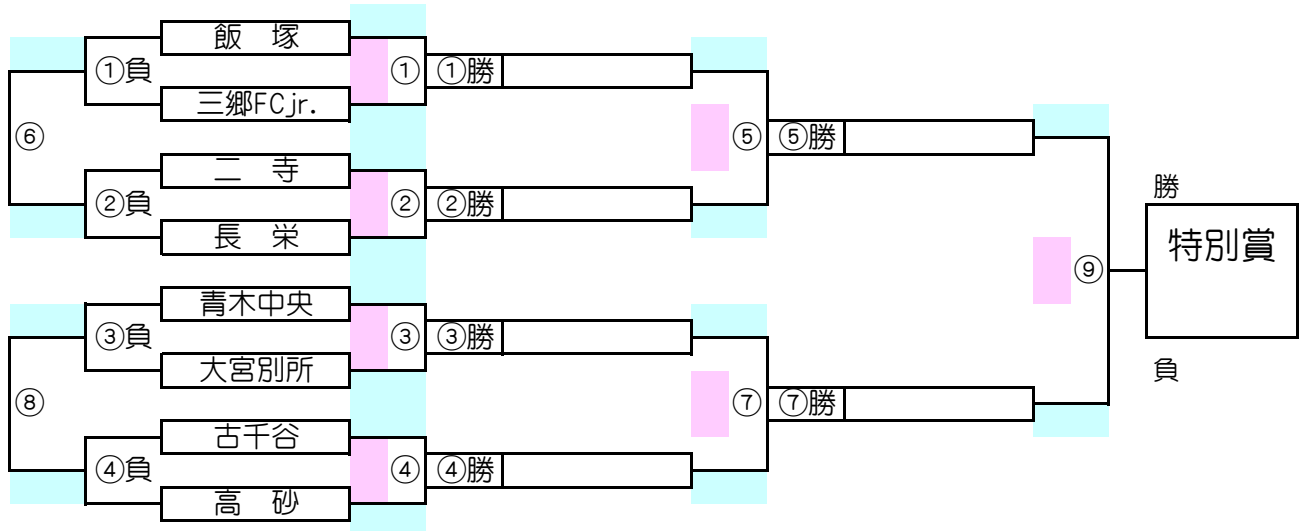 飯　塚
①負 ① ①勝
三郷FCjr.
⑥ ⑤ ⑤勝
二　寺
②負 ② ②勝
長　栄
勝
特別賞
⑨
青木中央
③負 ③ ③勝
大宮別所
負
⑧ ⑦ ⑦勝
古千谷
④負 ④ ④勝
高　砂